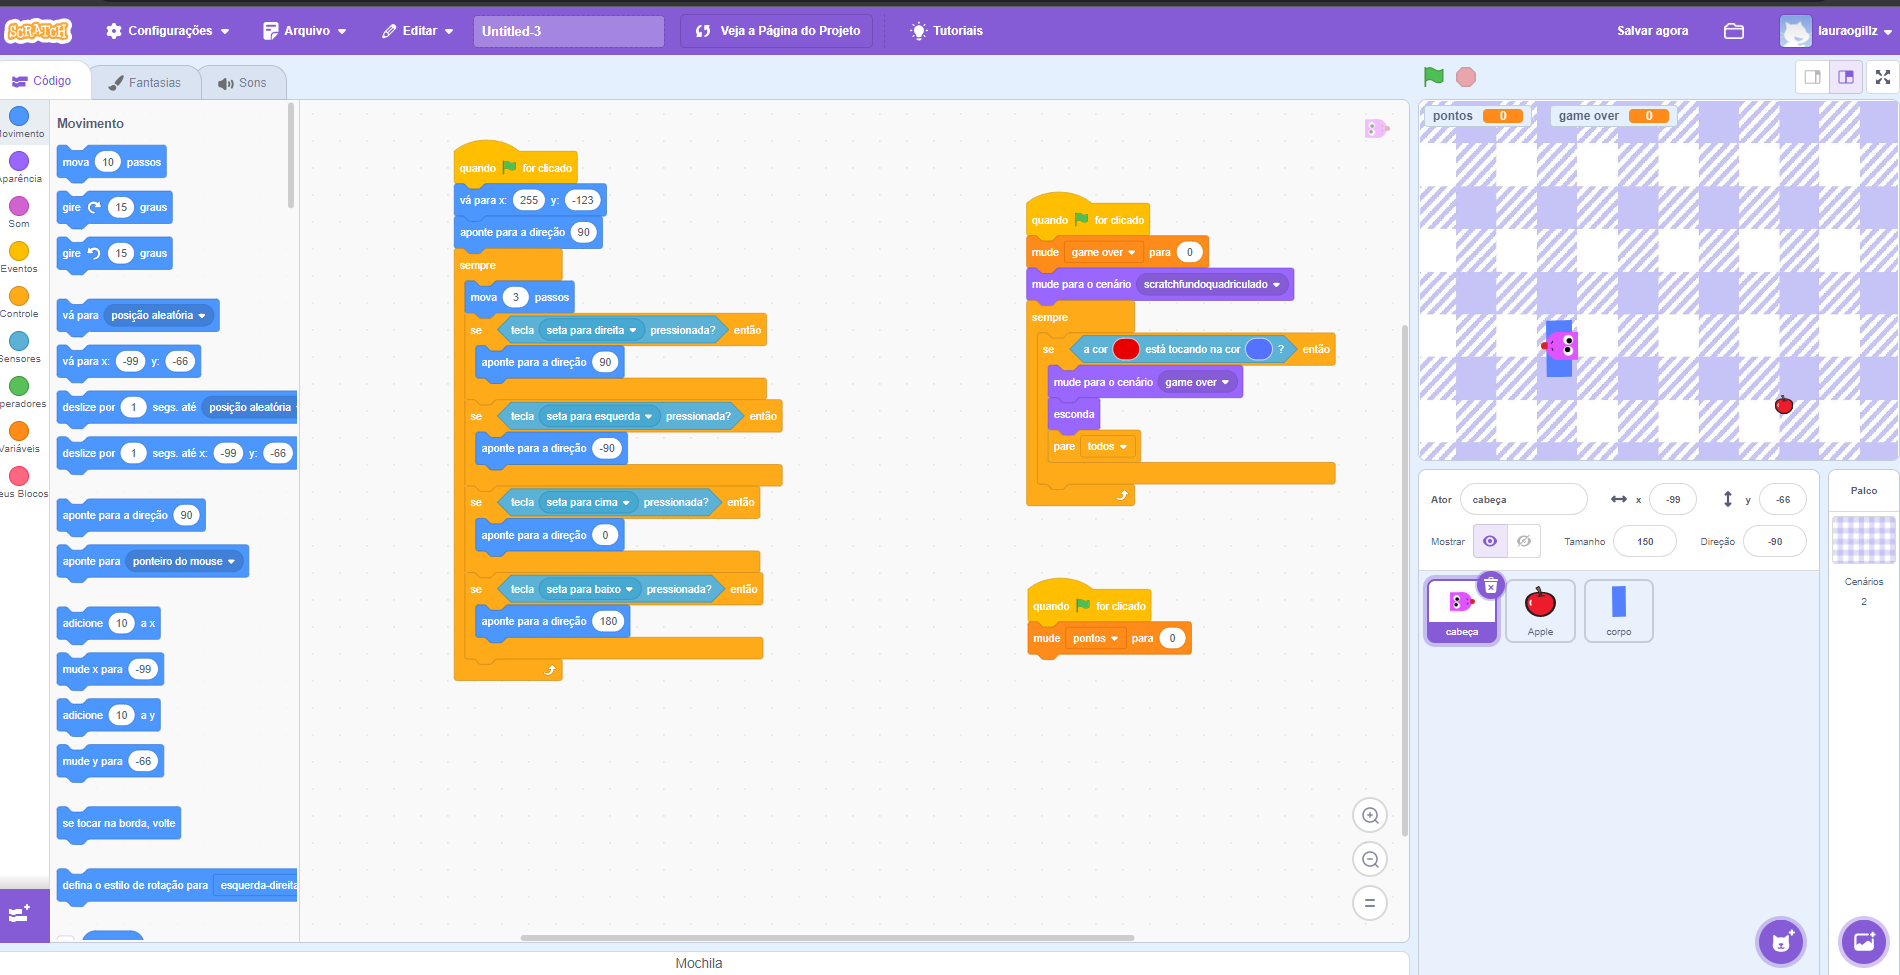 SCRATCH
Configurações
Arquivo
Editar
Untitled-3
Veja a Página do Projeto
Tutoriais
Salvar agora
lauraogillz
Código
Fantasias
Sons
Movimento
Aparência
Som
Eventos
Controle
Sensores
Operadores
Variáveis
Meus Blocos
Movimento
mova 10 passos
gire 15 graus
gire 15 graus
vá para posição aleatória
vá para x: -99 y: -66
deslize por 1 segs. até posição aleatória
deslize por 1 segs. até x: -99 y: -66
aponte para a direção 90
aponte para ponteiro do mouse
adicione 10 a x
mude x para -99
adicione 10 a y
mude y para -66
se tocar na borda, volte
defina o estilo de rotação para esquerda-direita
quando for clicado
vá para x: 255 y: -123
aponte para a direção 90
sempre
mova 3 passos
se tecla seta para direita pressionada? então
aponte para a direção 90
se tecla seta para esquerda pressionada? então
aponte para a direção -90
se tecla seta para cima pressionada? então
aponte para a direção 0
se tecla seta para baixo pressionada? então
aponte para a direção 180
quando for clicado
mude game over para 0
mude para o cenário scratchfundoquadriculado
sempre
se a cor está tocando na cor ? então
mude para o cenário game over
esconda
pare todos
quando for clicado
mude pontos para 0
pontos 0
game over 0
Ator cabeça x -99 y -66
Mostrar Tamanho 150 Direção -90
cabeça
Apple
corpo
Palco
Cenários
2
Mochila